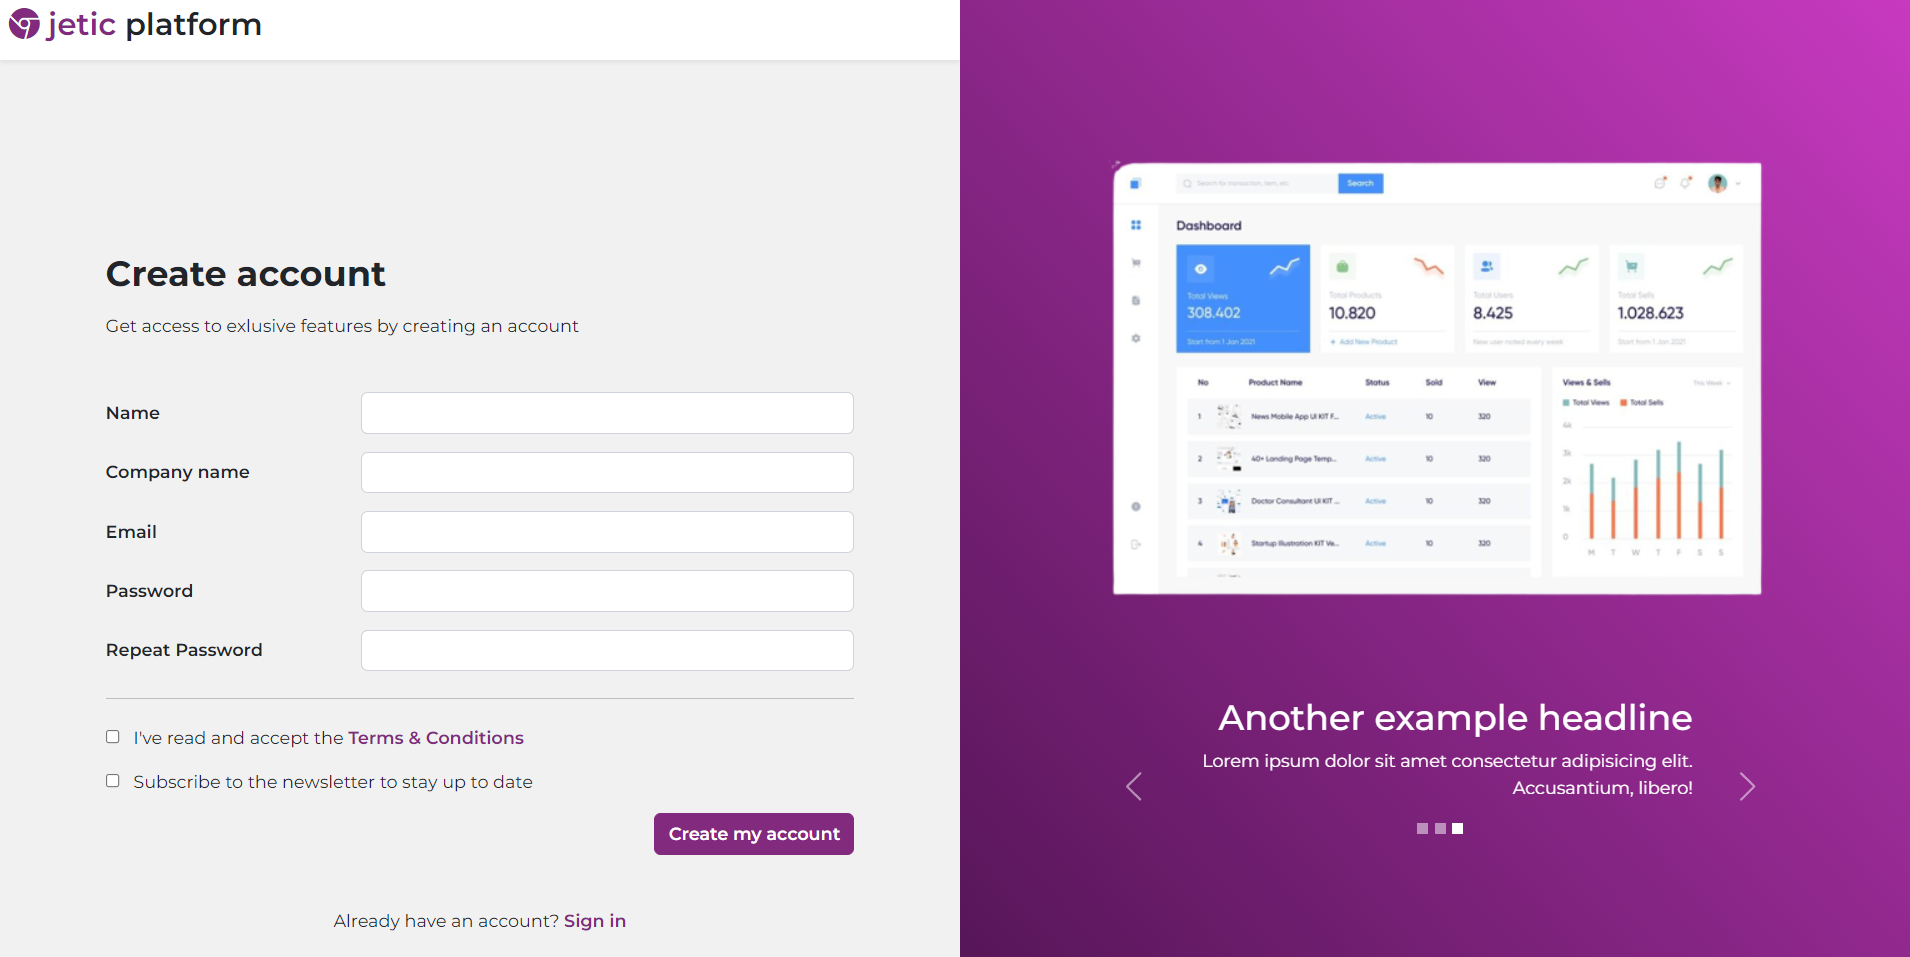 jetic platform
Create account
Get access to exlusive features by creating an account
Name
Company name
Email
Password
Repeat Password
I've read and accept the Terms & Conditions
Subscribe to the newsletter to stay up to date
Create my account
Already have an account? Sign in
Search for transaction, item, etc
Search
Dashboard
Total Views
308.402
Start from 1 Jan 2021
Total Products
10.820
+ Add New Product
Total Users
8.425
New user noted every week
Total Sells
1.028.623
Start from 1 Jan 2021
No Product Name Status Sold View
1 News Mobile App UI KIT F... Active 10 320
2 40+ Landing Page Temp... Active 10 320
3 Doctor Consultant UI KIT ... Active 10 320
4 Startup Illustration KIT Ve... Active 10 320
Views & Sells This Week
Total Views Total Sells
4k
3k
2k
1k
0
M T W T F S S
Another example headline
Lorem ipsum dolor sit amet consectetur adipisicing elit.
Accusantium, libero!